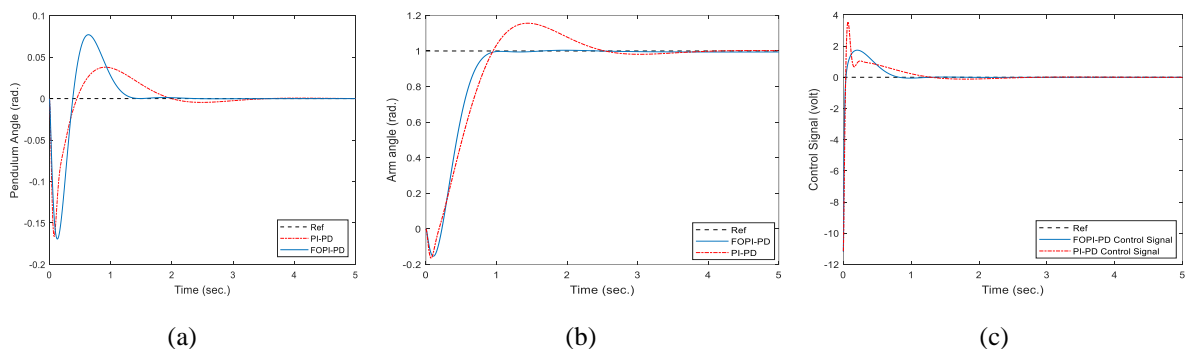 0.1
0.05
0
-0.05
-0.1
-0.15
-0.2
Pendulum Angle (rad.)
0 1 2 3 4 5
Time (sec.)
Ref
PI-PD
FOPI-PD
(a)
1.2
1
0.8
0.6
0.4
0.2
0
-0.2
Arm angle (rad.)
0 1 2 3 4 5
Time (sec.)
Ref
FOPI-PD
PI-PD
(b)
4
2
0
-2
-4
-6
-8
-10
-12
Control Signal (volt)
0 1 2 3 4 5
Time (sec.)
Ref
FOPI-PD Control Signal
PI-PD Control Signal
(c)